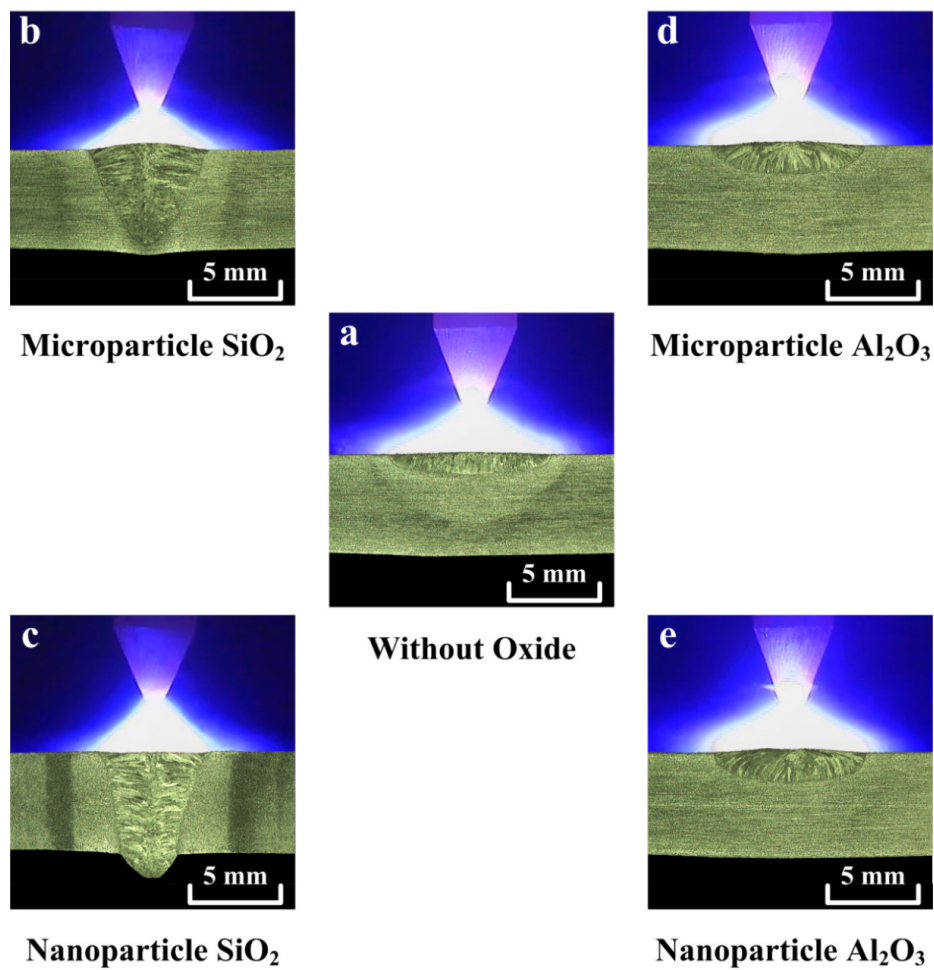 b
5 mm
Microparticle SiO₂
d
5 mm
Microparticle Al₂O₃
a
5 mm
Without Oxide
c
5 mm
Nanoparticle SiO₂
e
5 mm
Nanoparticle Al₂O₃